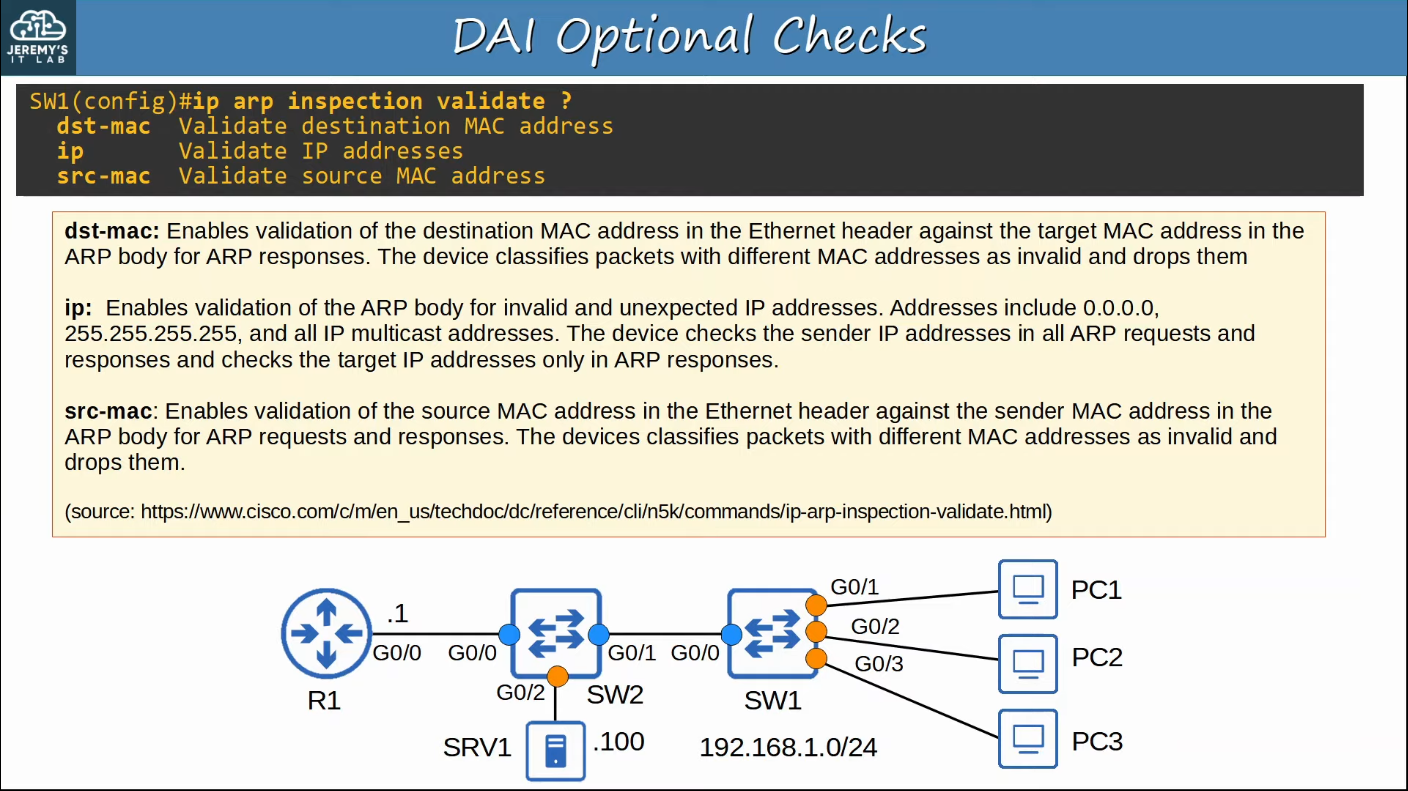 JEREMY'S
IT LAB
DAI Optional Checks
SW1(config)#ip arp inspection validate ?
dst-mac Validate destination MAC address
ip Validate IP addresses
src-mac Validate source MAC address
dst-mac: Enables validation of the destination MAC address in the Ethernet header against the target MAC address in the
ARP body for ARP responses. The device classifies packets with different MAC addresses as invalid and drops them
ip: Enables validation of the ARP body for invalid and unexpected IP addresses. Addresses include 0.0.0.0,
255.255.255.255, and all IP multicast addresses. The device checks the sender IP addresses in all ARP requests and
responses and checks the target IP addresses only in ARP responses.
src-mac: Enables validation of the source MAC address in the Ethernet header against the sender MAC address in the
ARP body for ARP requests and responses. The devices classifies packets with different MAC addresses as invalid and
drops them.
(source: https://www.cisco.com/c/m/en_us/techdoc/dc/reference/cli/n5k/commands/ip-arp-inspection-validate.html)
.1
G0/0
R1
G0/0
G0/1
G0/2
SW2
SRV1
.100
G0/0
SW1
192.168.1.0/24
G0/1
G0/2
G0/3
PC1
PC2
PC3